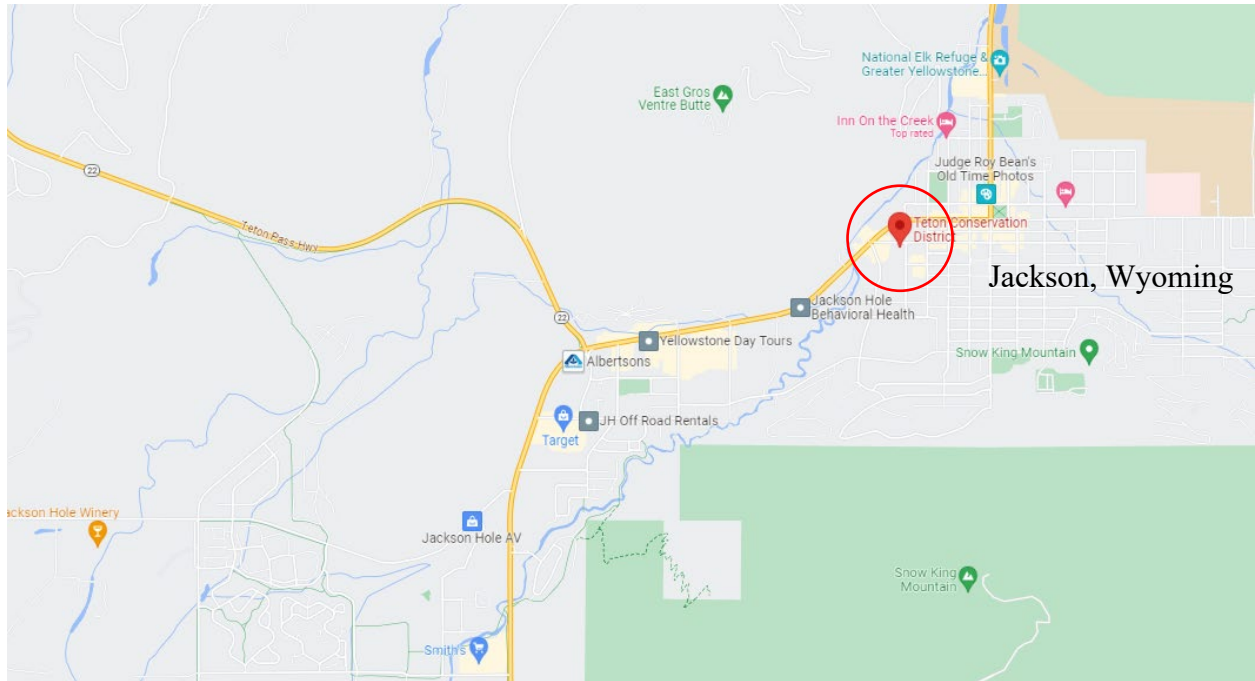 National Elk Refuge &
Greater Yellowstone...
East Gros
Ventre Butte
Inn On the Creek
Top rated
Judge Roy Bean's
Old Time Photos
22
Teton Pass Hwy
Teton Conservation
District
Jackson, Wyoming
Jackson Hole
Behavioral Health
22
Yellowstone Day Tours
Albertsons
Snow King Mountain
JH Off Road Rentals
Target
ackson Hole Winery
Jackson Hole AV
Snow King
Mountain
Smith's